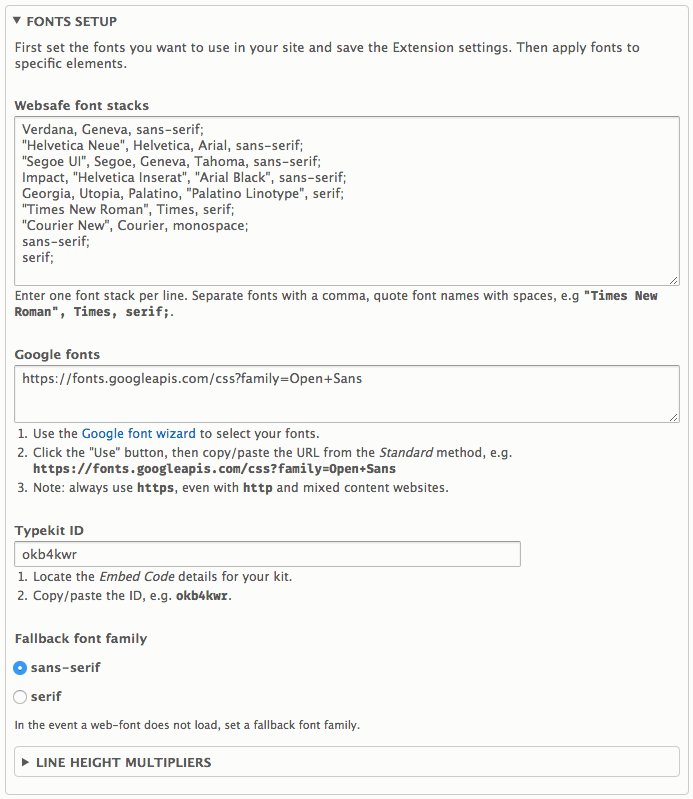 FONTS SETUP
First set the fonts you want to use in your site and save the Extension settings. Then apply fonts to
specific elements.
Websafe font stacks
Verdana, Geneva, sans-serif;
"Helvetica Neue", Helvetica, Arial, sans-serif;
"Segoe UI", Segoe, Geneva, Tahoma, sans-serif;
Impact, "Helvetica Inserat", "Arial Black", sans-serif;
Georgia, Utopia, Palatino, "Palatino Linotype", serif;
"Times New Roman", Times, serif;
"Courier New", Courier, monospace;
sans-serif;
serif;
Enter one font stack per line. Separate fonts with a comma, quote font names with spaces, e.g "Times New
Roman", Times, serif;.
Google fonts
https://fonts.googleapis.com/css?family=Open+Sans
1. Use the Google font wizard to select your fonts.
2. Click the "Use" button, then copy/paste the URL from the Standard method, e.g.
https://fonts.googleapis.com/css?family=Open+Sans
3. Note: always use https, even with http and mixed content websites.
Typekit ID
okb4kwr
1. Locate the Embed Code details for your kit.
2. Copy/paste the ID, e.g. okb4kwr.
Fallback font family
sans-serif
serif
In the event a web-font does not load, set a fallback font family.
LINE HEIGHT MULTIPLIERS